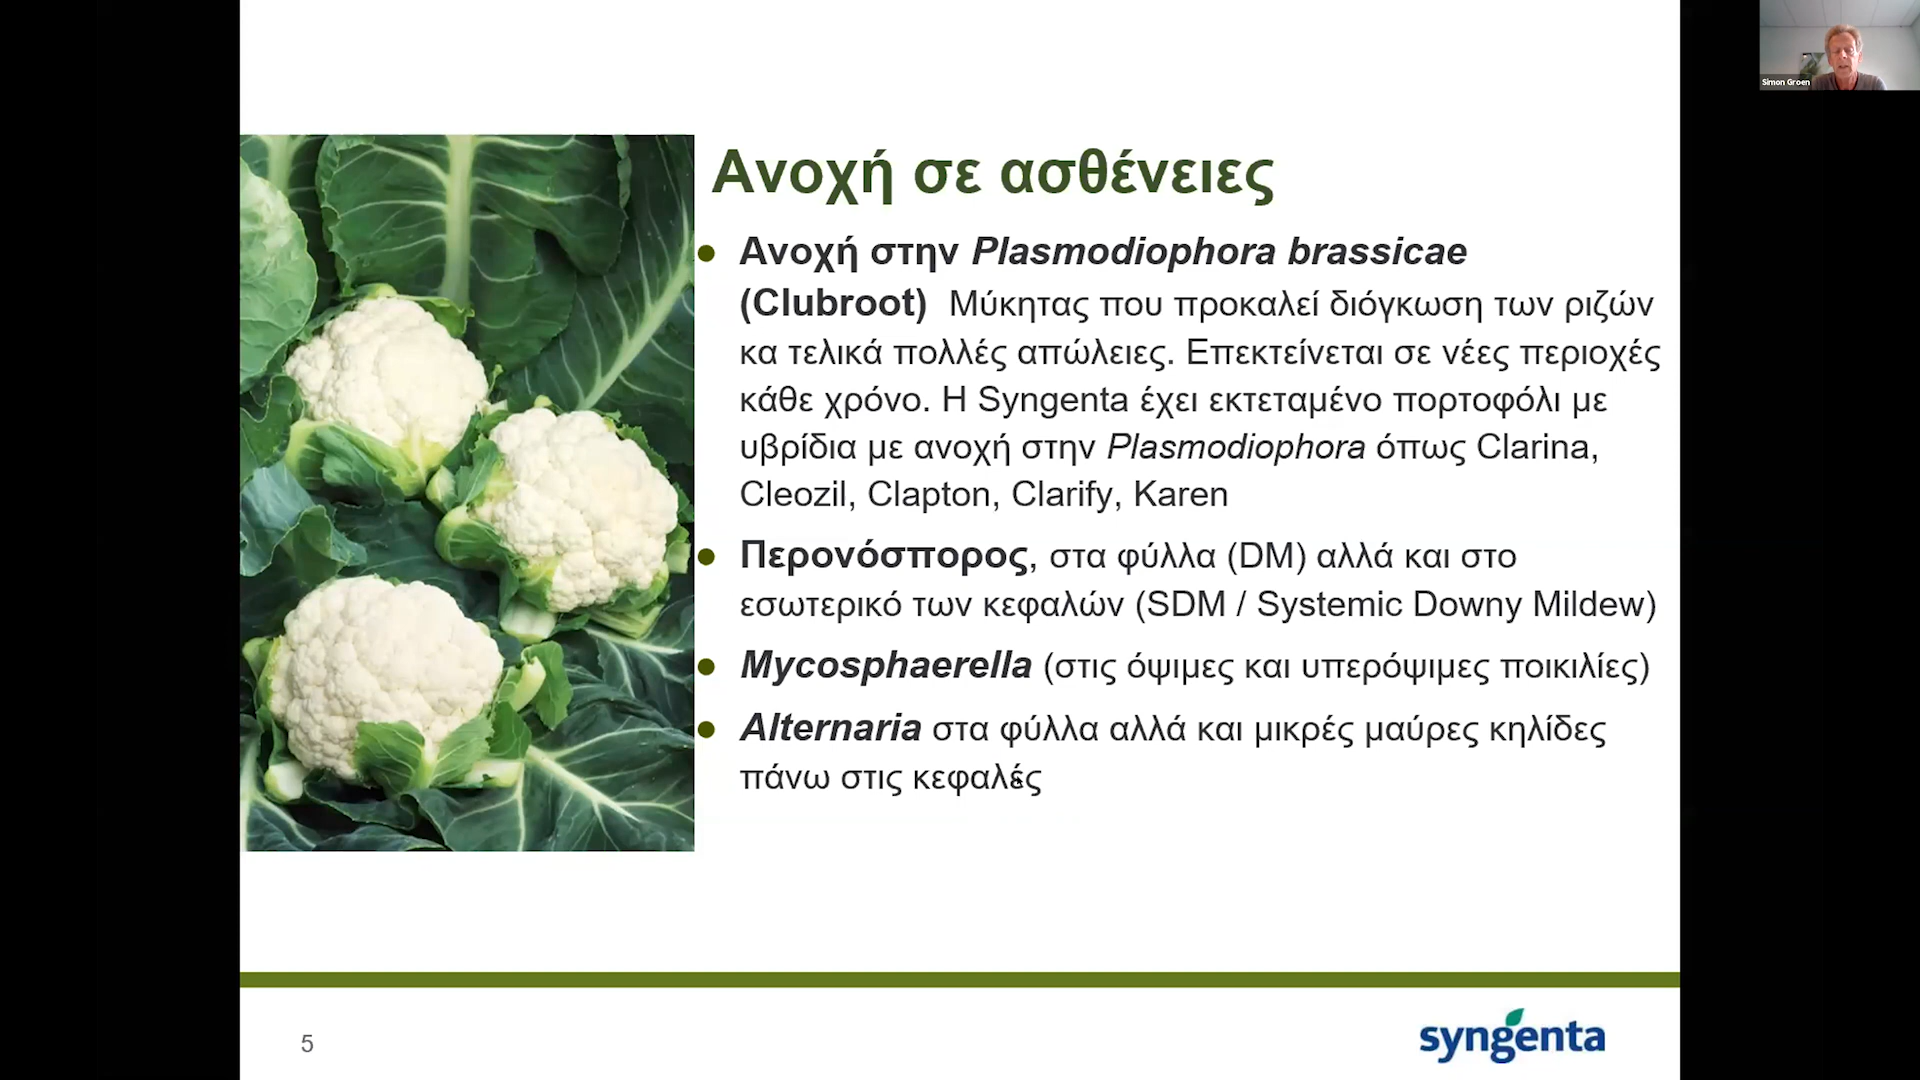 Simon Groen
Ανοχή σε ασθένειες
● Ανοχή στην Plasmodiophora brassicae
(Clubroot) Μύκητας που προκαλεί διόγκωση των ριζών
κα τελικά πολλές απώλειες. Επεκτείνεται σε νέες περιοχές
κάθε χρόνο. Η Syngenta έχει εκτεταμένο πορτοφόλι με
υβρίδια με ανοχή στην Plasmodiophora όπως Clarina,
Cleozil, Clapton, Clarify, Karen
● Περονόσπορος, στα φύλλα (DM) αλλά και στο
εσωτερικό των κεφαλών (SDM / Systemic Downy Mildew)
● Mycosphaerella (στις όψιμες και υπερόψιμες ποικιλίες)
● Alternaria στα φύλλα αλλά και μικρές μαύρες κηλίδες
πάνω στις κεφαλές
5
syngenta